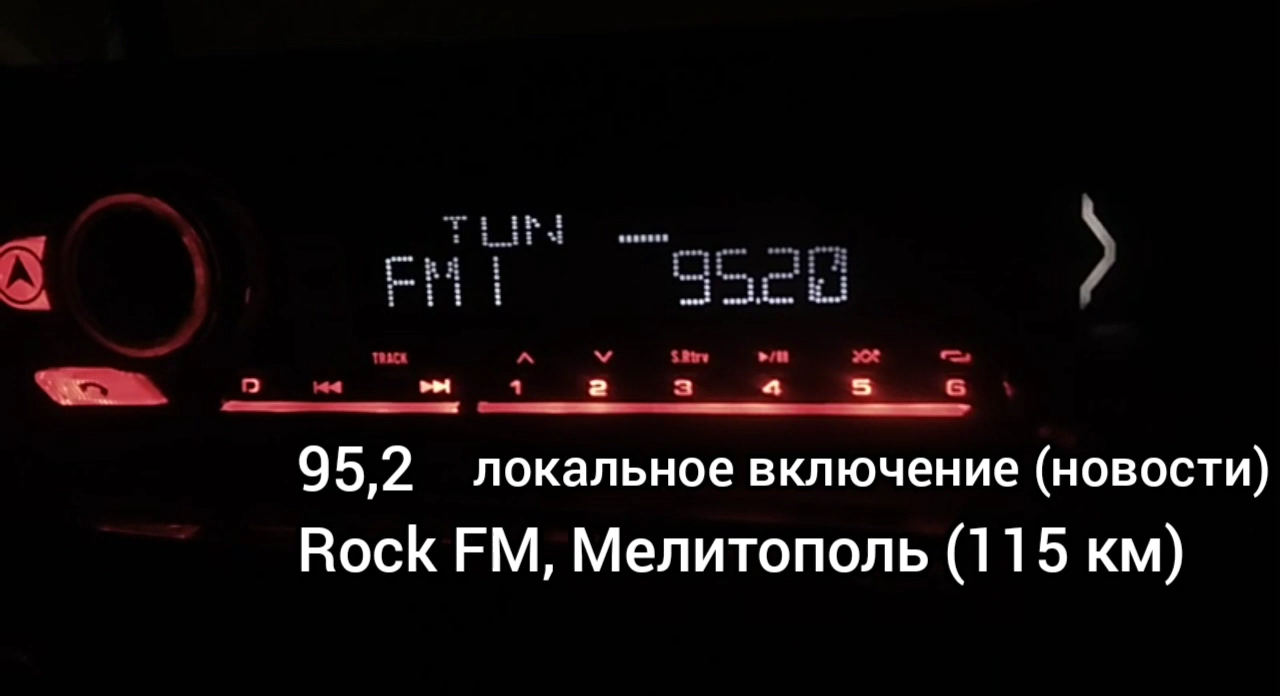 TUN
FM1 95.20
TRACK S.Rtrv ▶/II
D 1 2 3 4 5 6
95,2 локальное включение (новости)
Rock FM, Мелитополь (115 км)